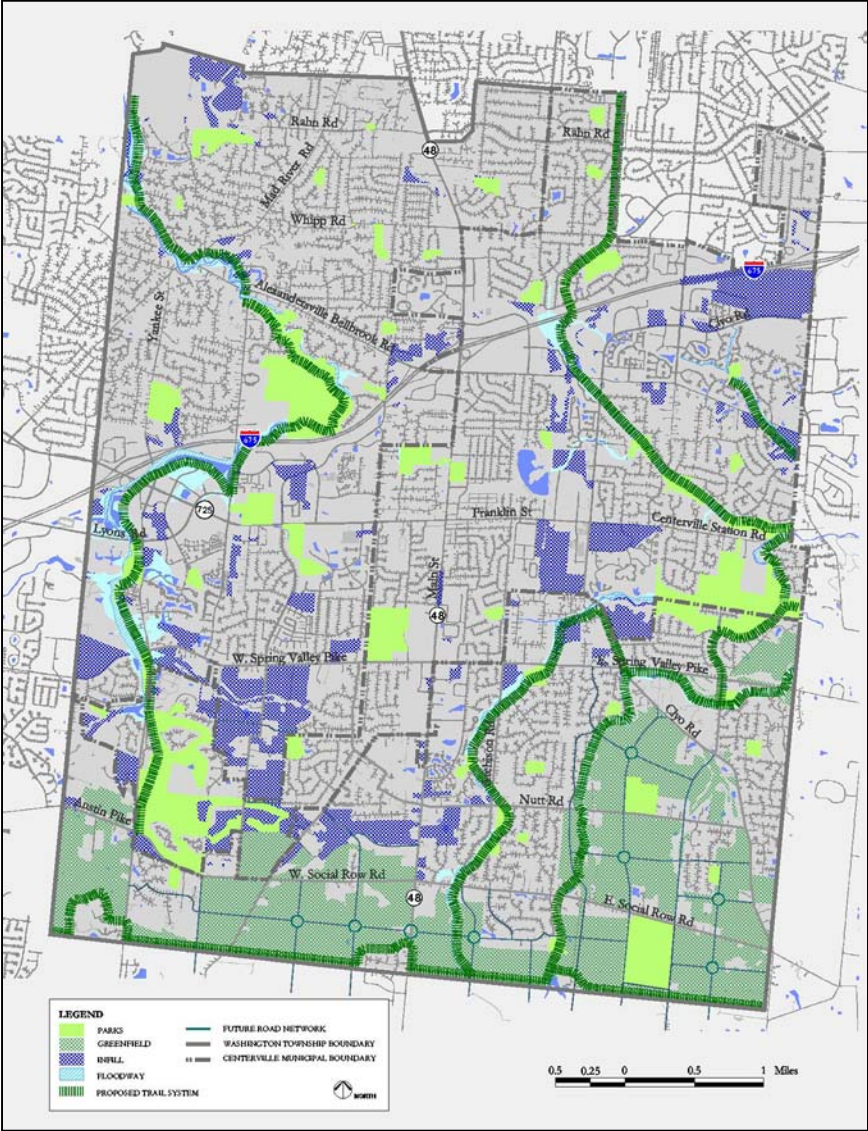 Rahn Rd
Rahn Rd
Mad River Rd
48
Whipp Rd
675
Clyo Rd
Yankee St
Alexandersville Bellbrook Rd
675
725
Franklin St
Lyons Rd
Centerville Station Rd
Main St
48
W. Spring Valley Pike
E. Spring Valley Pike
Clyo Rd
Nutt Rd
Austin Pike
W. Social Row Rd
48
E. Social Row Rd
LEGEND
PARKS
GREENFIELD
INFILL
FLOODWAY
PROPOSED TRAIL SYSTEM
FUTURE ROAD NETWORK
WASHINGTON TOWNSHIP BOUNDARY
CENTERVILLE MUNICIPAL BOUNDARY
NORTH
0.5 0.25 0 0.5 1 Miles